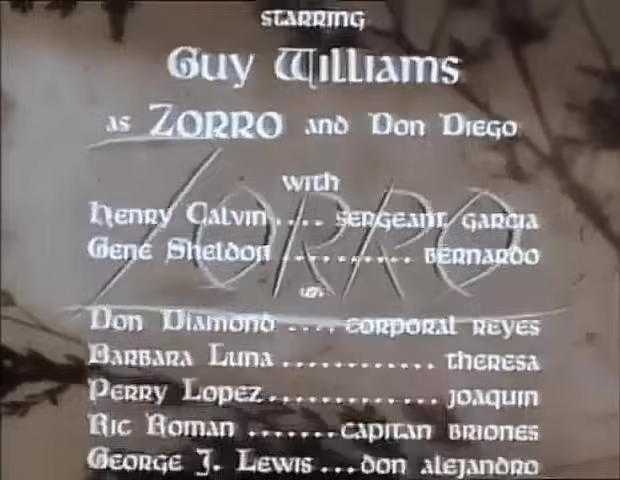 STARRING
Guy Williams
as ZORRO and Don Diego
with
Henry Calvin.... SERGEANT GARCIA
Gene Sheldon .......... BERNARDO
ZORRO
Don Diamond .... CORPORAL REYES
Barbara Luna ............ THERESA
Perry Lopez.............. JOAQUIN
Ric Roman .......CAPITAN BRIONES
George J. Lewis ...DON ALEJANDRO